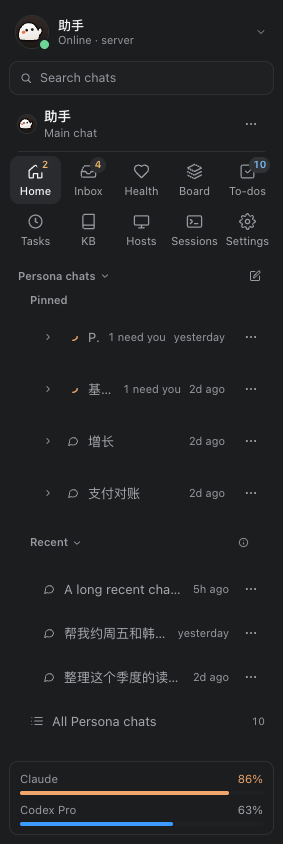 助手
Online · server
Search chats
助手
Main chat
2
4
10
Home Inbox Health Board To-dos
Tasks KB Hosts Sessions Settings
Persona chats
Pinned
P. 1 need you yesterday
基... 1 need you 2d ago
增长 2d ago
支付对账 2d ago
Recent
A long recent cha... 5h ago
帮我约周五和韩... yesterday
整理这个季度的读... 2d ago
All Persona chats 10
Claude 86%
Codex Pro 63%